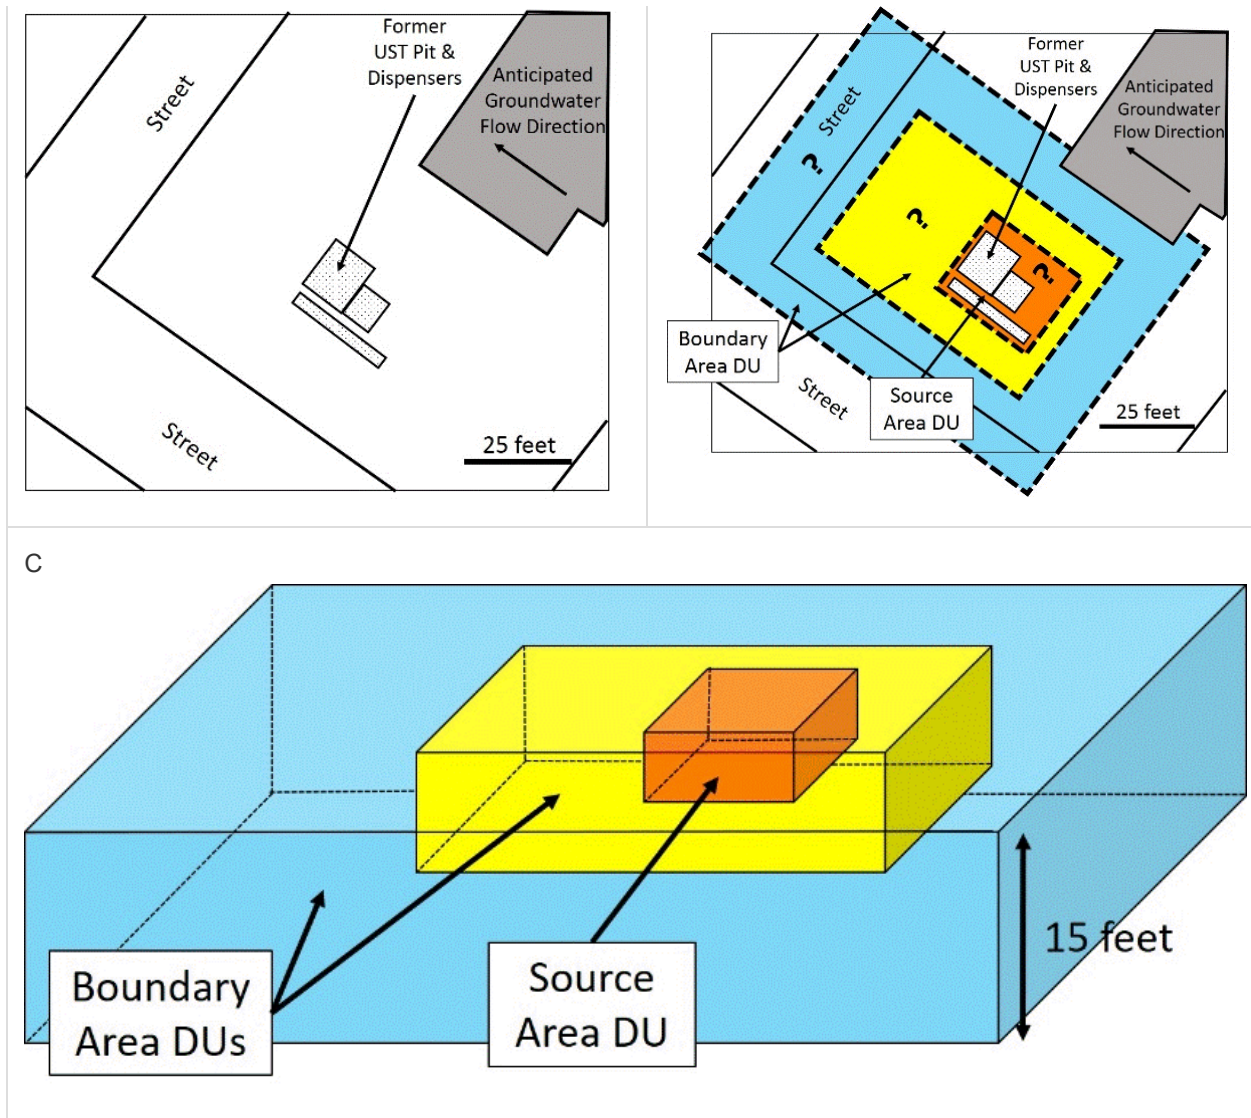 Former
UST Pit &
Dispensers
Street
Anticipated
Groundwater
Flow Direction
Street
25 feet
Former
UST Pit &
Dispensers
Street
Anticipated
Groundwater
Flow Direction
?
?
?
Boundary
Area DU
Street
Source
Area DU
25 feet
C
15 feet
Boundary
Area DUs
Source
Area DU